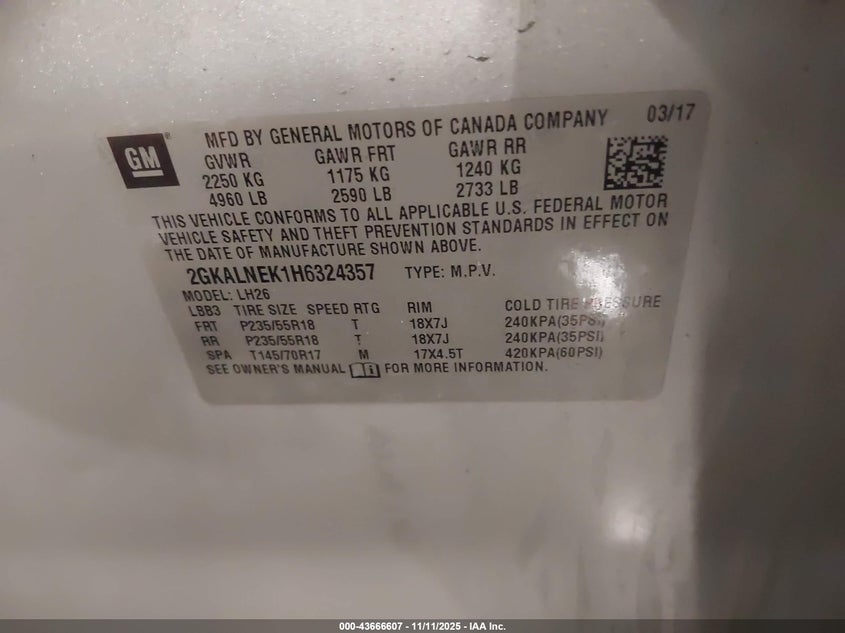 GM®
MFD BY GENERAL MOTORS OF CANADA COMPANY 03/17
GVWR GAWR FRT GAWR RR
2250 KG 1175 KG 1240 KG
4960 LB 2590 LB 2733 LB
THIS VEHICLE CONFORMS TO ALL APPLICABLE U.S. FEDERAL MOTOR
VEHICLE SAFETY AND THEFT PREVENTION STANDARDS IN EFFECT ON
THE DATE OF MANUFACTURE SHOWN ABOVE.
2GKALNEK1H6324357 TYPE: M.P.V.
MODEL: LH26
LBB3 TIRE SIZE SPEED RTG RIM COLD TIRE PRESSURE
FRT P235/55R18 T 18X7J 240KPA(35PSI)
RR P235/55R18 T 18X7J 240KPA(35PSI)
SPA T145/70R17 M 17X4.5T 420KPA(60PSI)
SEE OWNER'S MANUAL i FOR MORE INFORMATION.
000-43666607 - 11/11/2025 - IAA Inc.